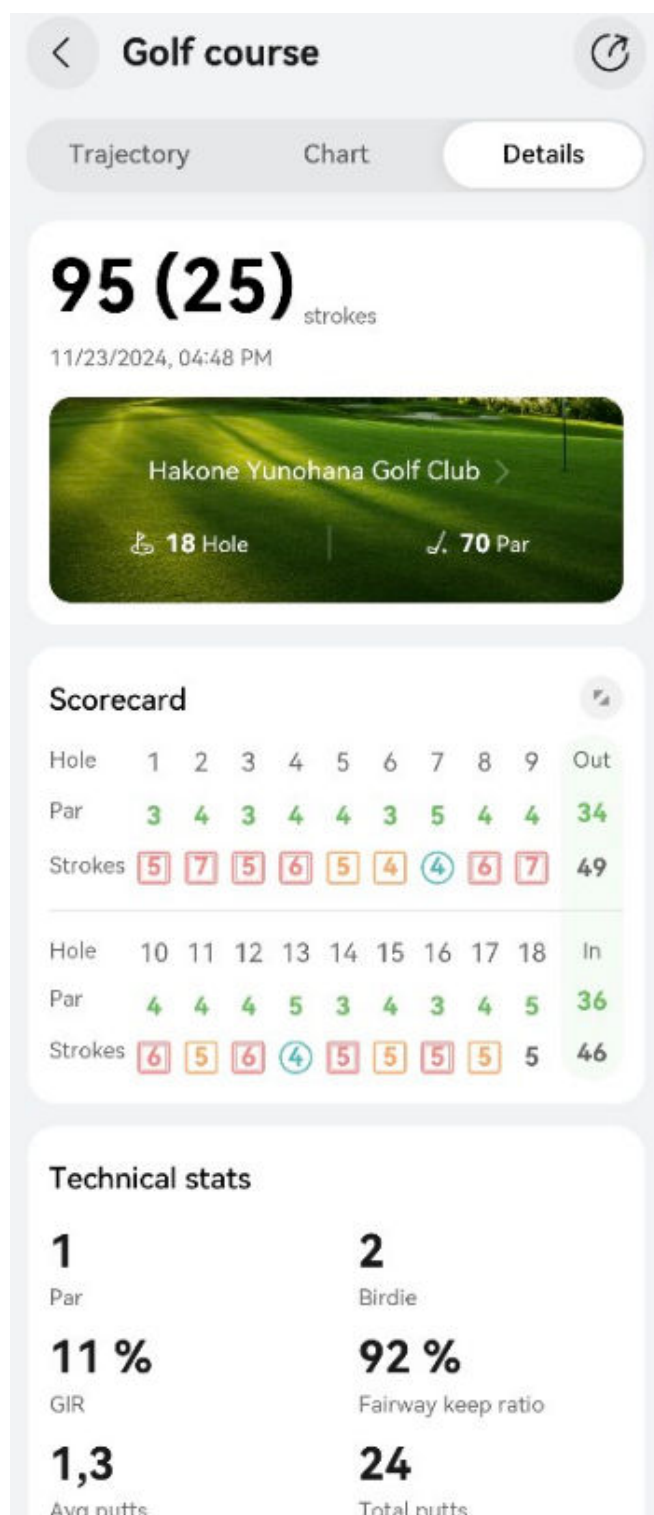 Golf course
Trajectory Chart Details
95 (25) strokes
11/23/2024, 04:48 PM
Hakone Yunohana Golf Club
18 Hole 70 Par
Scorecard
Hole 1 2 3 4 5 6 7 8 9 Out
Par 3 4 3 4 4 3 5 4 4 34
Strokes 5 7 5 6 5 4 4 6 7 49
Hole 10 11 12 13 14 15 16 17 18 In
Par 4 4 4 5 3 4 3 4 5 36
Strokes 6 5 6 4 5 5 5 5 5 46
Technical stats
1 2
Par Birdie
11 % 92 %
GIR Fairway keep ratio
1,3 24
Avg putts Total putts